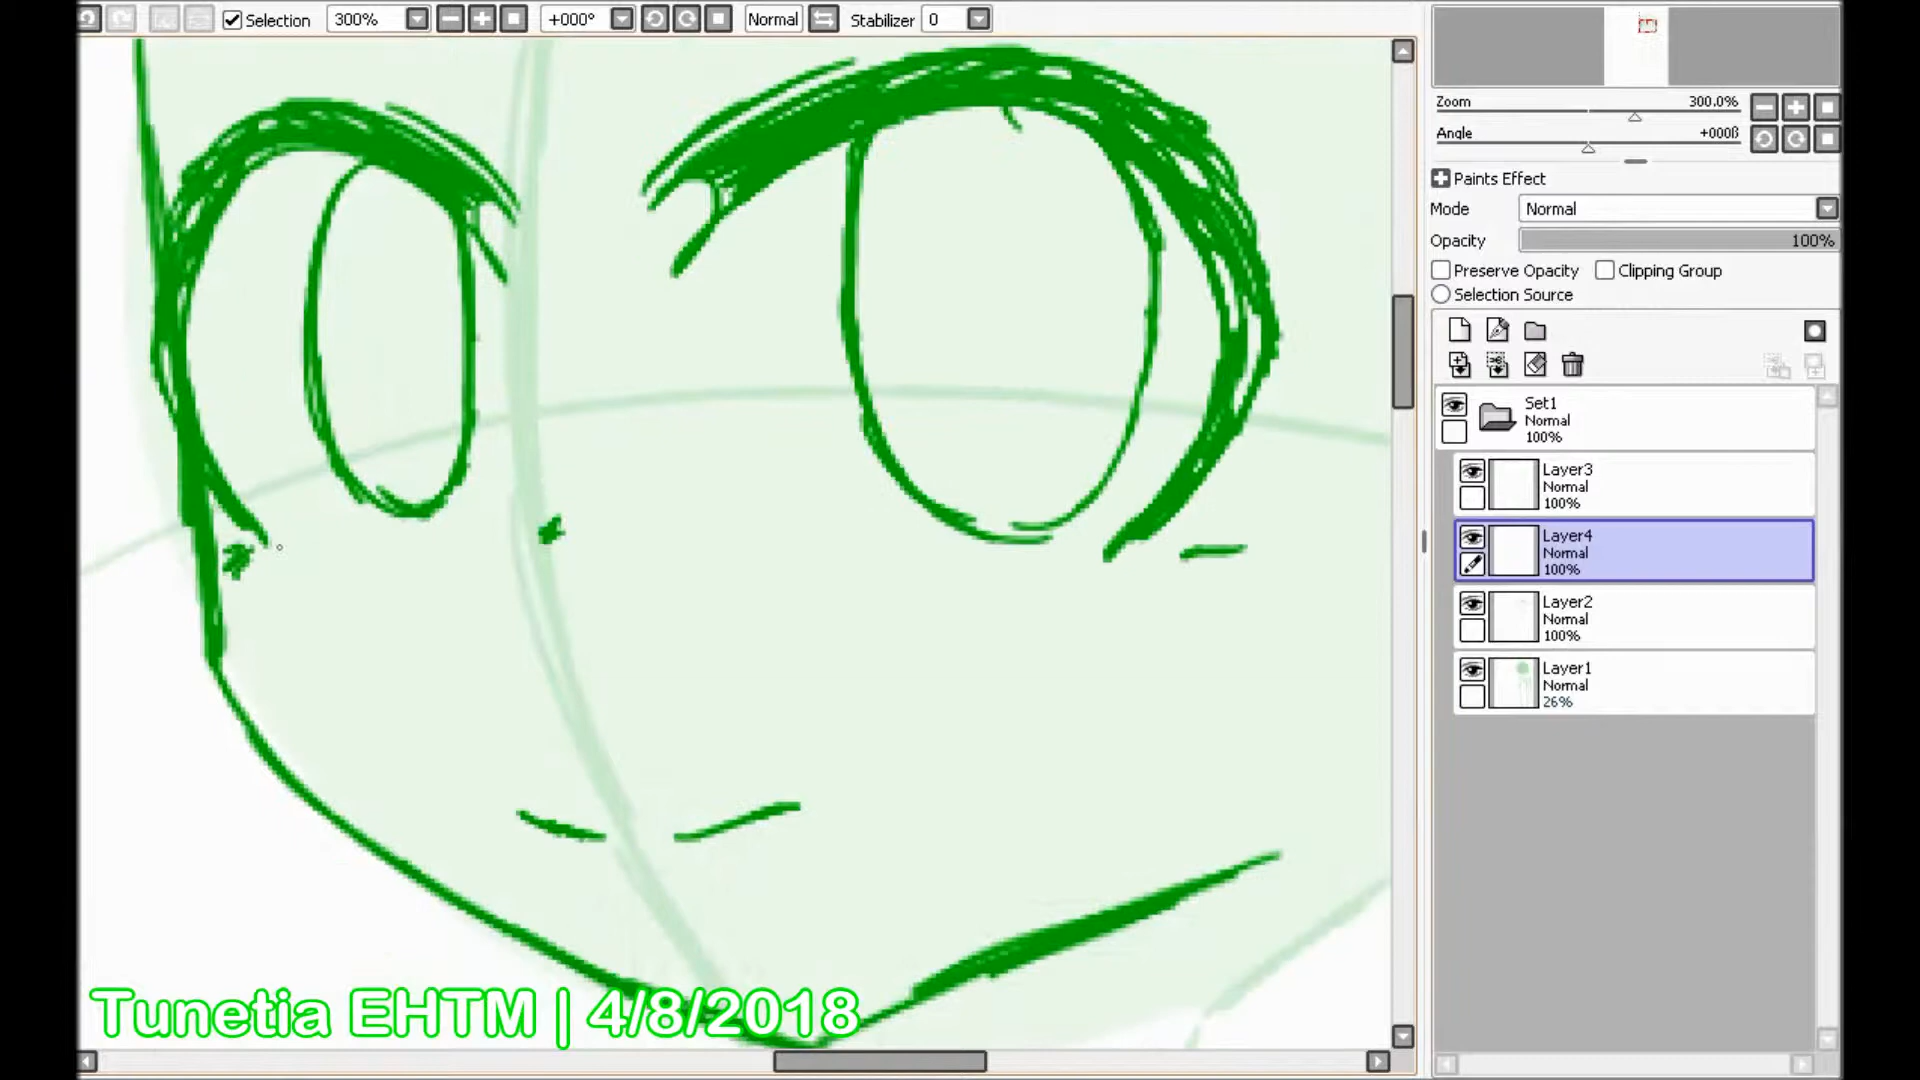 Selection 300% +000° Normal Stabilizer 0
Zoom 300.0%
Angle +000ß
Paints Effect
Mode Normal
Opacity 100%
Preserve Opacity Clipping Group
Selection Source
Set1
Normal
100%
Layer3
Normal
100%
Layer4
Normal
100%
Layer2
Normal
100%
Layer1
Normal
26%
Tunetia EHTM | 4/8/2018